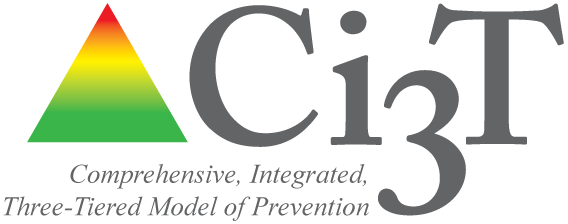 Ci3T
Comprehensive, Integrated,
Three-Tiered Model of Prevention